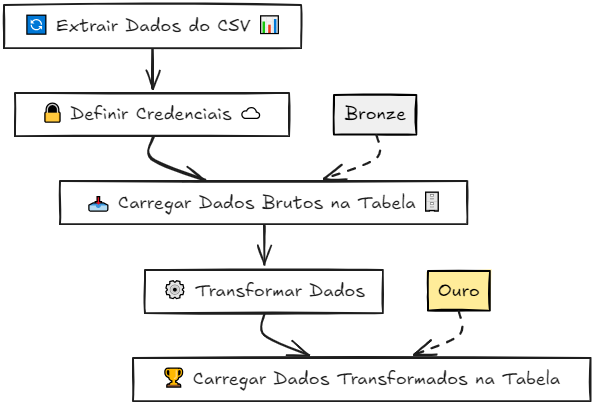 Extrair Dados do CSV
Definir Credenciais
Bronze
Carregar Dados Brutos na Tabela
Transformar Dados
Ouro
Carregar Dados Transformados na Tabela